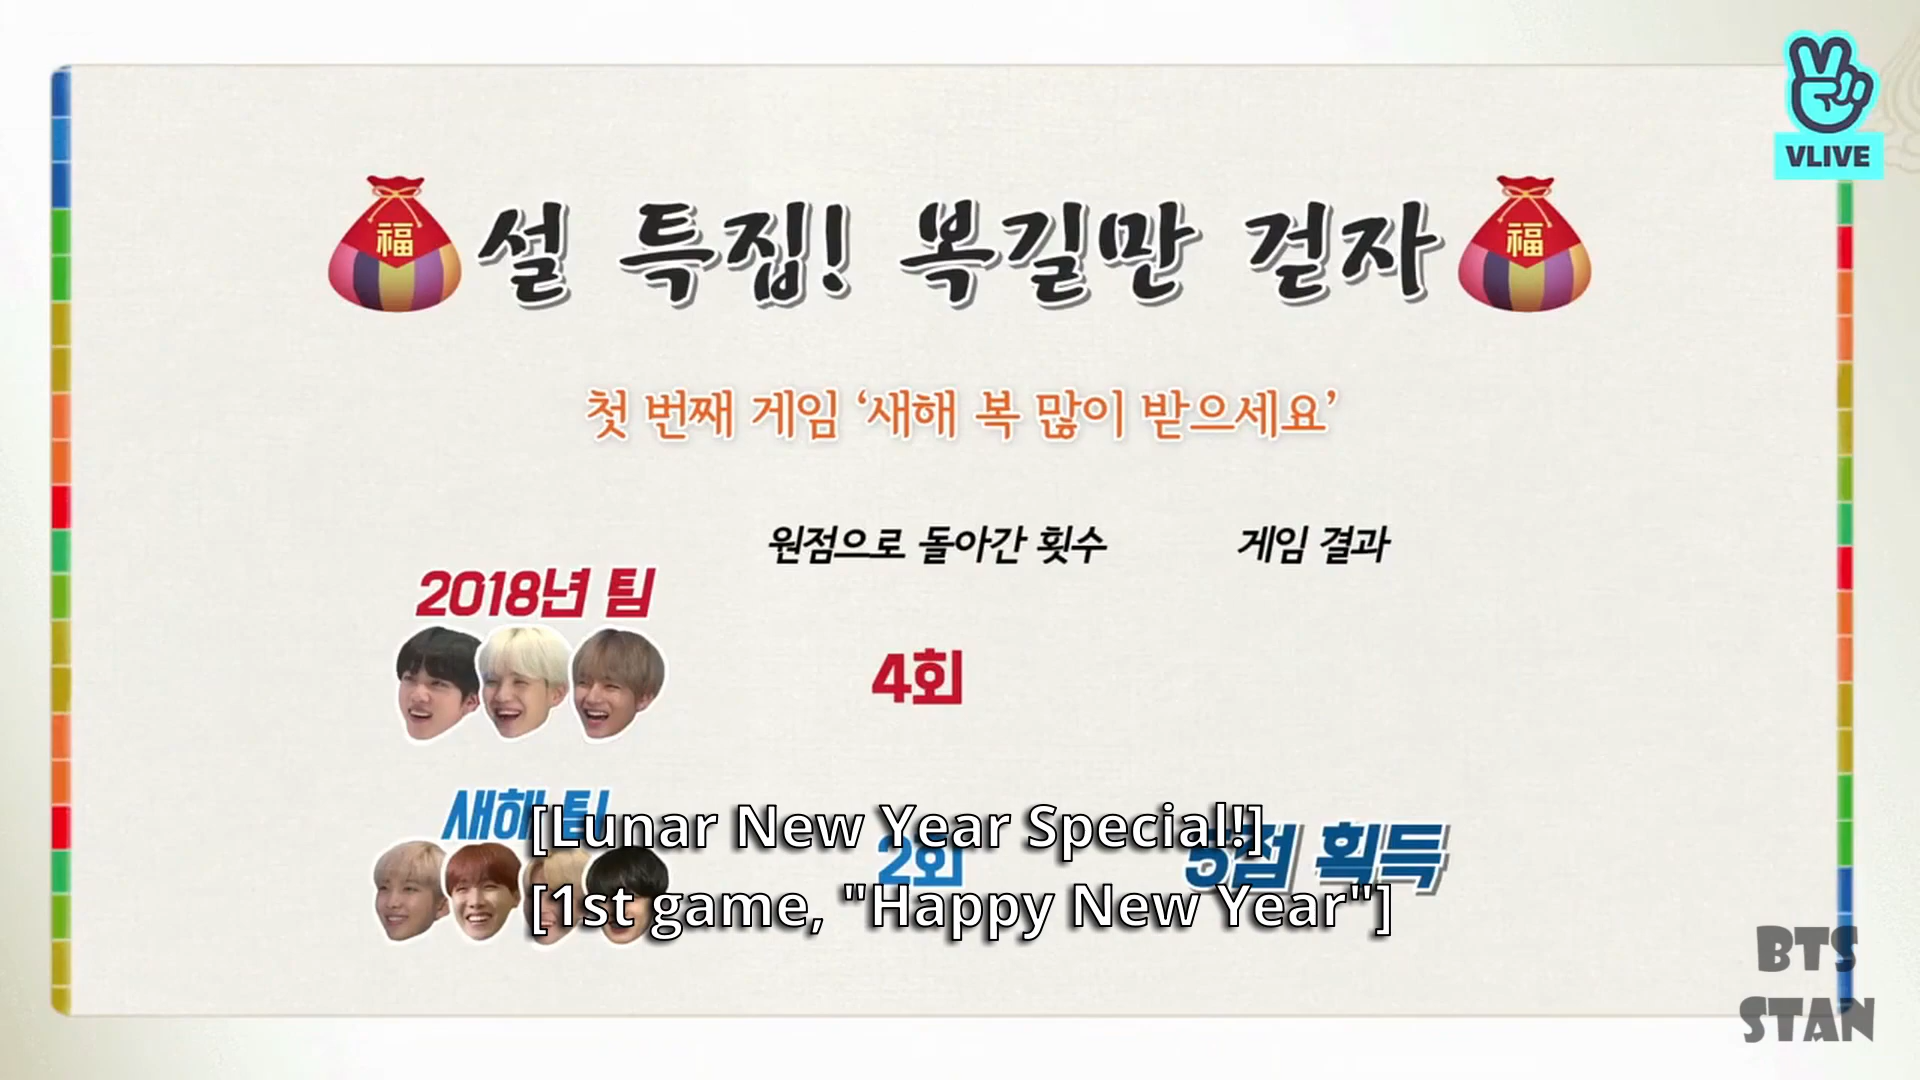 VLIVE
福 설 특집! 복길만 걷자 福
첫 번째 게임 ‘새해 복 많이 받으세요’
원점으로 돌아간 횟수 게임 결과
2018년 팀
4회
새해 팀
2회 5점 획득
[Lunar New Year Special!]
[1st game, "Happy New Year"]
BTS
STAN